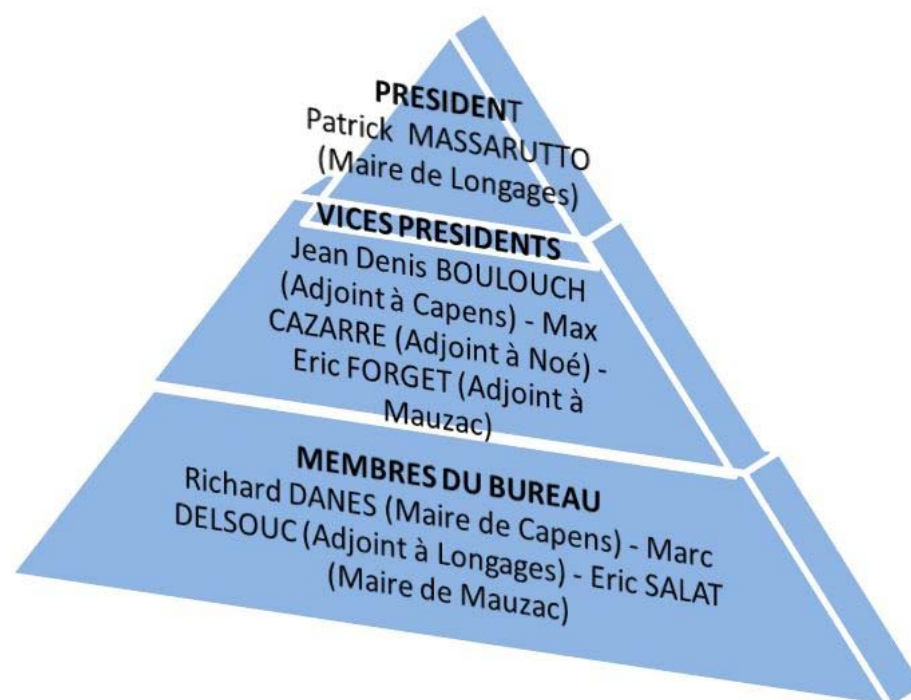 PRESIDENT
Patrick MASSARUTTO
(Maire de Longages)
VICES PRESIDENTS
Jean Denis BOULOUCH
(Adjoint à Capens) - Max
CAZARRE (Adjoint à Noé) -
Eric FORGET (Adjoint à
Mauzac)
MEMBRES DU BUREAU
Richard DANES (Maire de Capens) - Marc
DELSOUC (Adjoint à Longages) - Eric SALAT
(Maire de Mauzac)